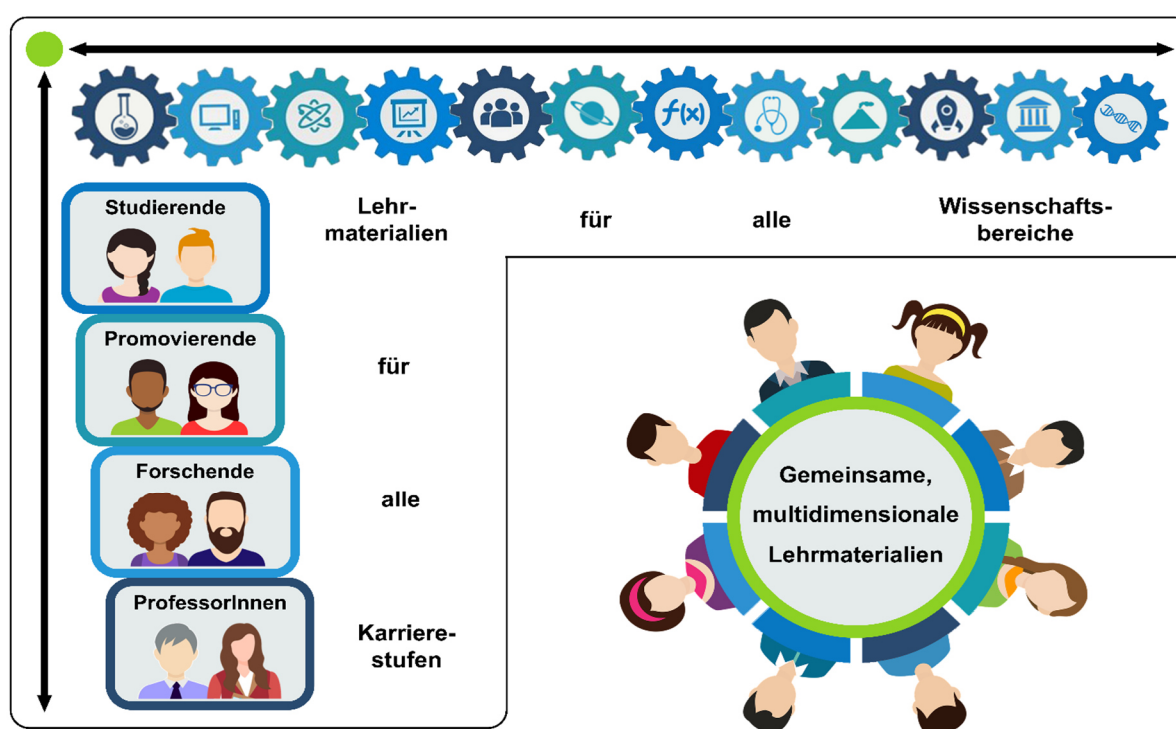 f(x)
Studierende
Lehr-
materialien
für
alle
Wissenschafts-
bereiche
Promovierende
für
Forschende
alle
ProfessorInnen
Karriere-
stufen
Gemeinsame,
multidimensionale
Lehrmaterialien